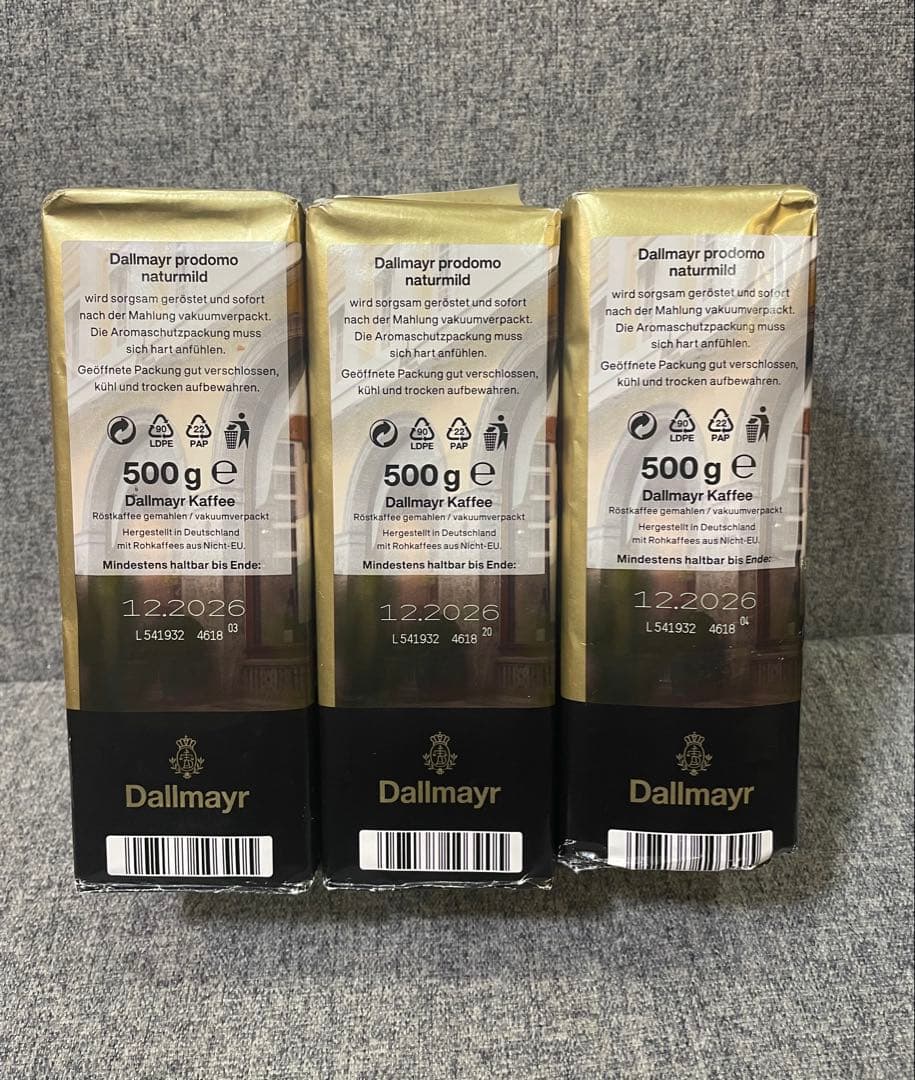 Dallmayr prodomo
naturmild
wird sorgsam geröstet und sofort
nach der Mahlung vakuumverpackt.
Die Aromaschutzpackung muss
sich hart anfühlen.
Geöffnete Packung gut verschlossen,
kühl und trocken aufbewahren.
90
LDPE
22
PAP
500 g ℮
Dallmayr Kaffee
Röstkaffee gemahlen / vakuumverpackt
Hergestellt in Deutschland
mit Rohkaffees aus Nicht-EU.
Mindestens haltbar bis Ende:
12.2026
L541932 4618 03
Dallmayr
Dallmayr prodomo
naturmild
wird sorgsam geröstet und sofort
nach der Mahlung vakuumverpackt.
Die Aromaschutzpackung muss
sich hart anfühlen.
Geöffnete Packung gut verschlossen,
kühl und trocken aufbewahren.
90
LDPE
22
PAP
500 g ℮
Dallmayr Kaffee
Röstkaffee gemahlen / vakuumverpackt
Hergestellt in Deutschland
mit Rohkaffees aus Nicht-EU.
Mindestens haltbar bis Ende:
12.2026
L541932 4618 20
Dallmayr
Dallmayr prodomo
naturmild
wird sorgsam geröstet und sofort
nach der Mahlung vakuumverpackt.
Die Aromaschutzpackung muss
sich hart anfühlen.
Geöffnete Packung gut verschlossen,
kühl und trocken aufbewahren.
90
LDPE
22
PAP
500 g ℮
Dallmayr Kaffee
Röstkaffee gemahlen / vakuumverpackt
Hergestellt in Deutschland
mit Rohkaffees aus Nicht-EU.
Mindestens haltbar bis Ende:
12.2026
L541932 4618 04
Dallmayr